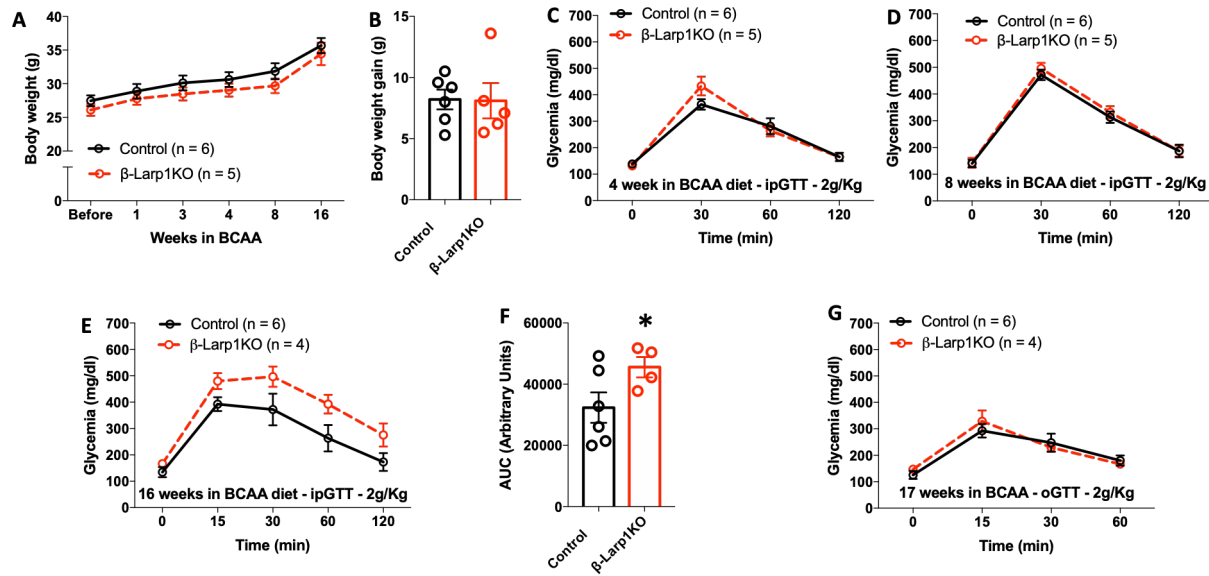 A
Body weight (g)
40
35
30
25
20
Control (n = 6)
β-Larp1KO (n = 5)
Before 1 3 4 8 16
Weeks in BCAA
B
Body weight gain (g)
15
10
5
0
Control
β-Larp1KO
C
Control (n = 6)
β-Larp1KO (n = 5)
Glycemia (mg/dl)
700
600
500
400
300
200
100
4 week in BCAA diet - ipGTT - 2g/Kg
0 30 60 120
Time (min)
D
Control (n = 6)
β-Larp1KO (n = 5)
Glycemia (mg/dl)
700
600
500
400
300
200
100
8 weeks in BCAA diet - ipGTT - 2g/Kg
0 30 60 120
Time (min)
E
Control (n = 6)
β-Larp1KO (n = 4)
Glycemia (mg/dl)
700
600
500
400
300
200
100
0
16 weeks in BCAA diet - ipGTT - 2g/Kg
0 15 30 60 120
Time (min)
F
AUC (Arbitrary Units)
60000
40000
20000
0
*
Control
β-Larp1KO
G
Control (n = 6)
β-Larp1KO (n = 4)
Glycemia (mg/dl)
700
600
500
400
300
200
100
0
17 weeks in BCAA - oGTT - 2g/Kg
0 15 30 60
Time (min)